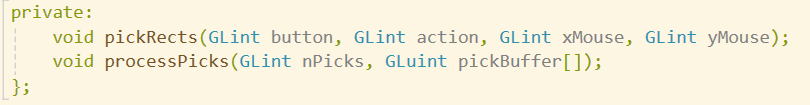 private:
    void pickRects(GLint button, GLint action, GLint xMouse, GLint yMouse);
    void processPicks(GLint nPicks, GLuint pickBuffer[]);
};